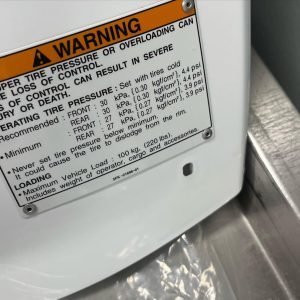 WARNING
PER TIRE PRESSURE OR OVERLOADING CAN
E LOSS OF CONTROL.
S OF CONTROL CAN RESULT IN SEVERE
URY OR DEATH.
ERATING TIRE PRESSURE : Set with tires cold
Recommended : FRONT : 30 kPa, [0.30 kgf/cm²], 4.4 psi
REAR : 30 kPa, [0.30 kgf/cm²], 4.4 psi
Minimum : FRONT : 27 kPa, [0.27 kgf/cm²], 3.9 psi
REAR : 27 kPa, [0.27 kgf/cm²], 3.9 psi
• Never set tire pressure below minimum.
It could cause the tire to dislodge from the rim.
LOADING
• Maximum Vehicle Load : 100 kg, (220 lbs)
Includes weight of operator, cargo and accessories